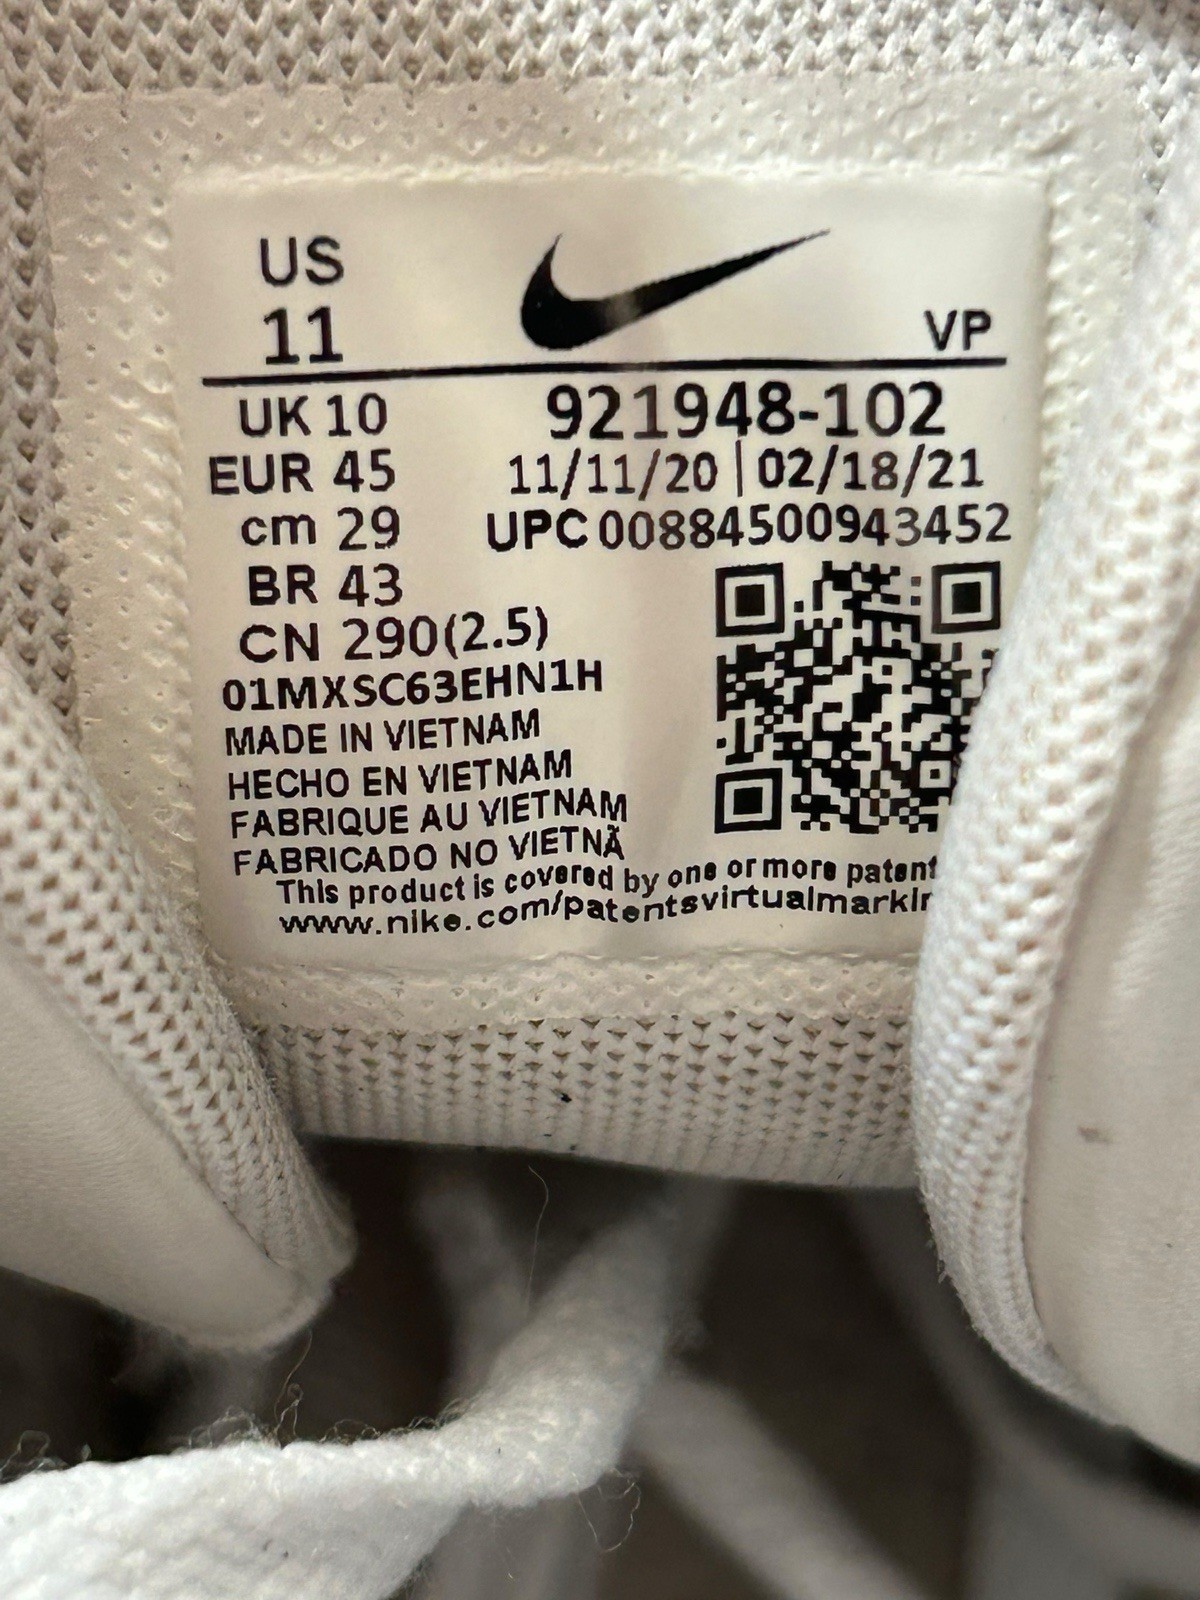 US
11
VP
UK 10
921948-102
EUR 45
11/11/20 | 02/18/21
cm 29
UPC 00884500943452
BR 43
CN 290(2.5)
01MXSC63EHN1H
MADE IN VIETNAM
HECHO EN VIETNAM
FABRIQUE AU VIETNAM
FABRICADO NO VIETNÃ
This product is covered by one or more patent
www.nike.com/patentsvirtualmarkin